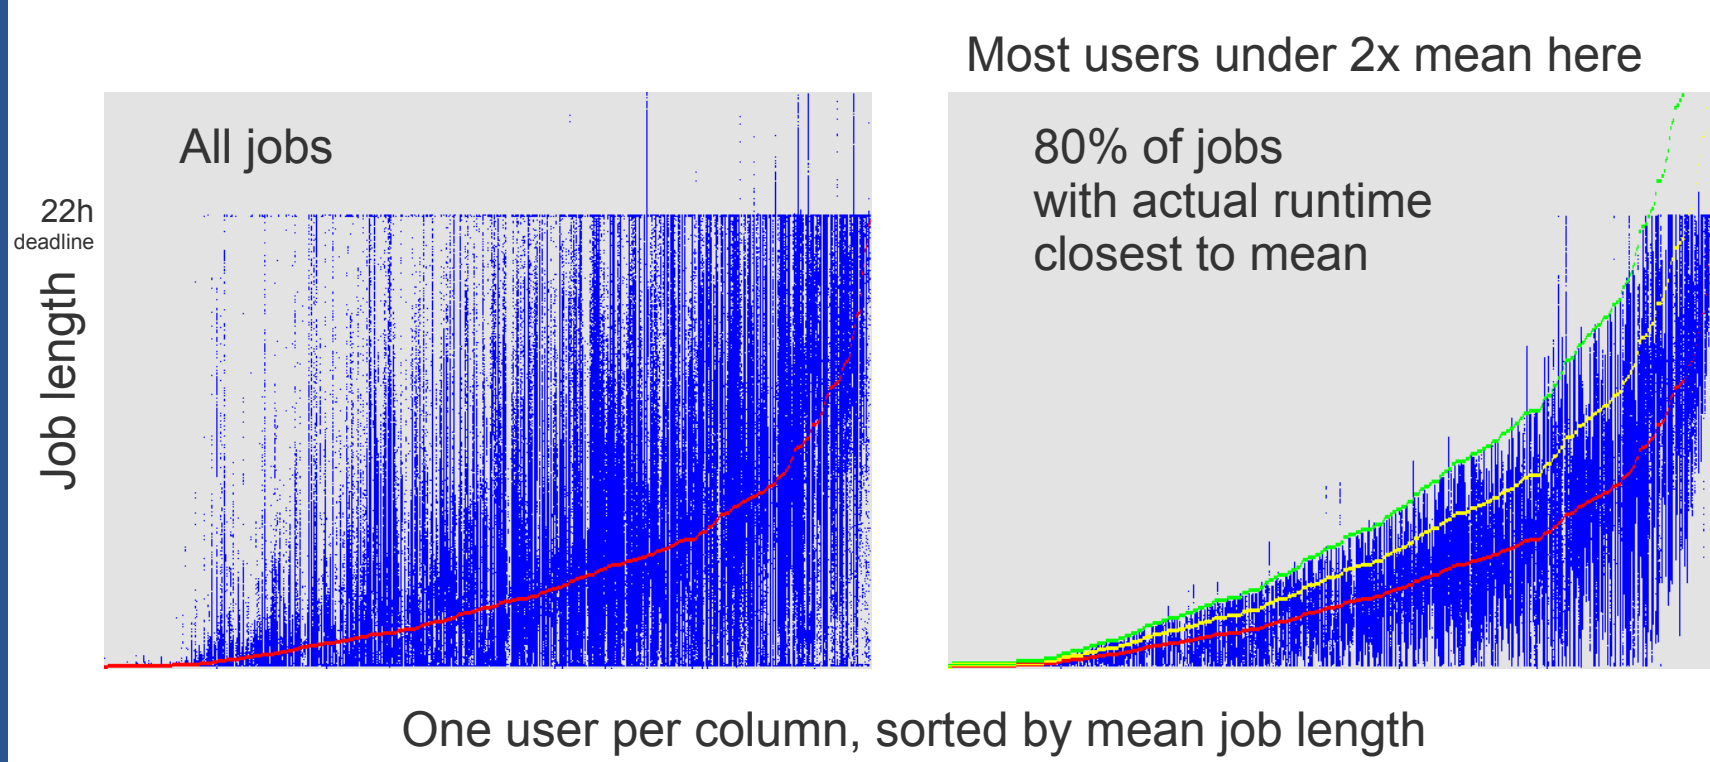 Most users under 2x mean here
All jobs
80% of jobs
with actual runtime
closest to mean
22h
deadline
Job length
One user per column, sorted by mean job length